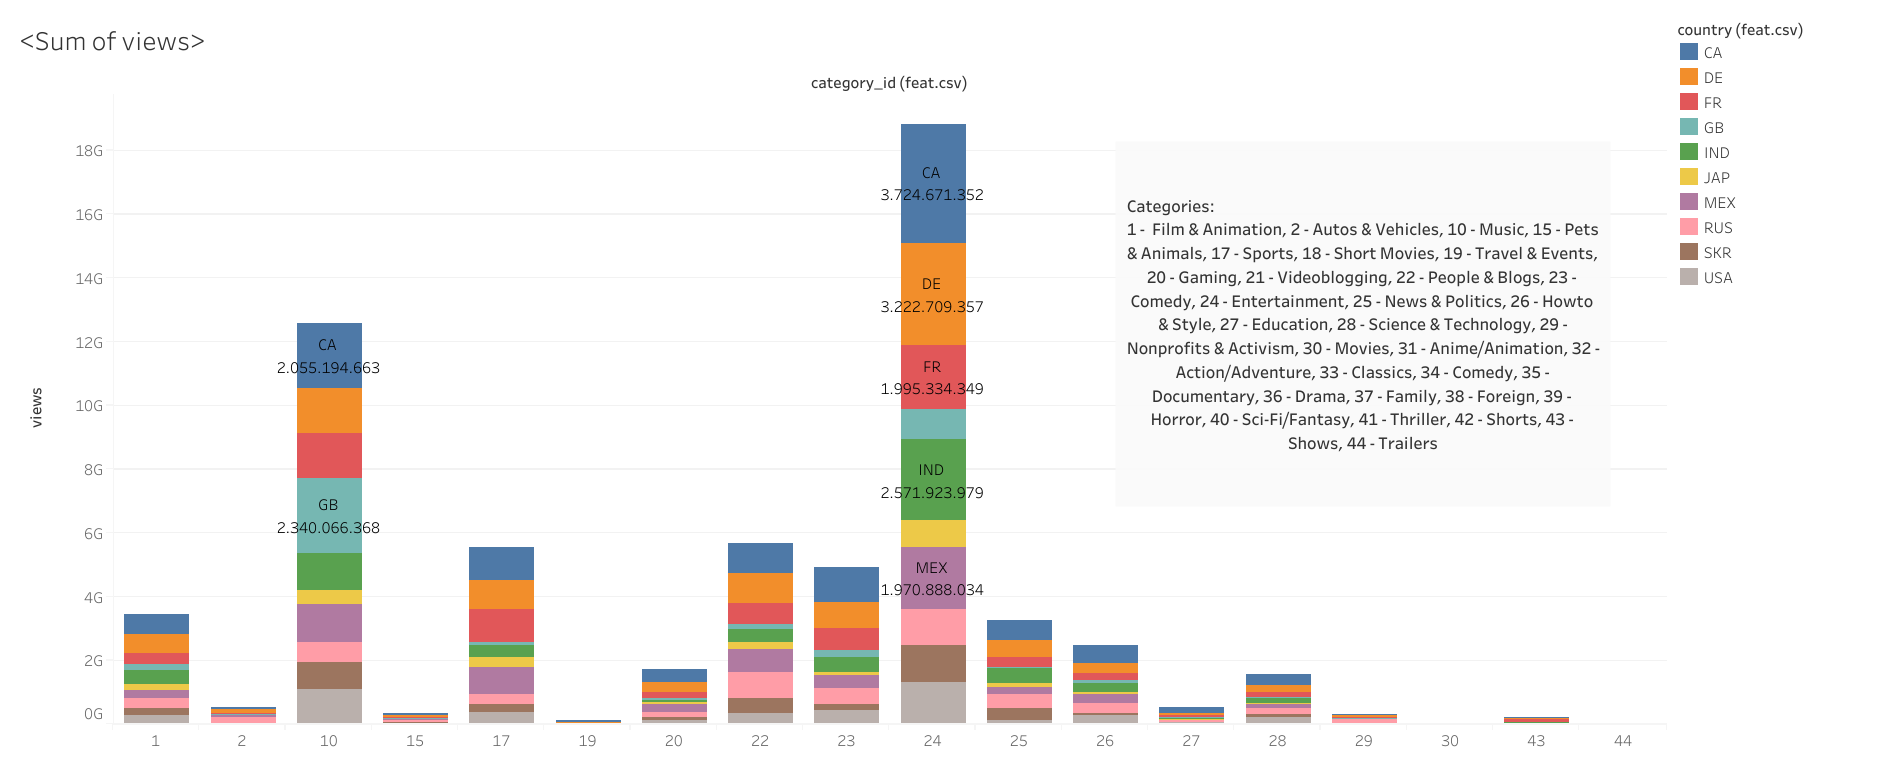 <Sum of views>
country (feat.csv)
CA
DE
FR
GB
IND
JAP
MEX
RUS
SKR
USA
category_id (feat.csv)
views
18G
16G
14G
12G
10G
8G
6G
4G
2G
0G
CA
2.055.194.663
GB
2.340.066.368
CA
3.724.671.352
DE
3.222.709.357
FR
1.995.334.349
IND
2.571.923.979
MEX
1.970.888.034
Categories:
1 -  Film & Animation, 2 - Autos & Vehicles, 10 - Music, 15 - Pets
& Animals, 17 - Sports, 18 - Short Movies, 19 - Travel & Events,
20 - Gaming, 21 - Videoblogging, 22 - People & Blogs, 23 -
Comedy, 24 - Entertainment, 25 - News & Politics, 26 - Howto
& Style, 27 - Education, 28 - Science & Technology, 29 -
Nonprofits & Activism, 30 - Movies, 31 - Anime/Animation, 32 -
Action/Adventure, 33 - Classics, 34 - Comedy, 35 -
Documentary, 36 - Drama, 37 - Family, 38 - Foreign, 39 -
Horror, 40 - Sci-Fi/Fantasy, 41 - Thriller, 42 - Shorts, 43 -
Shows, 44 - Trailers
1 2 10 15 17 19 20 22 23 24 25 26 27 28 29 30 43 44